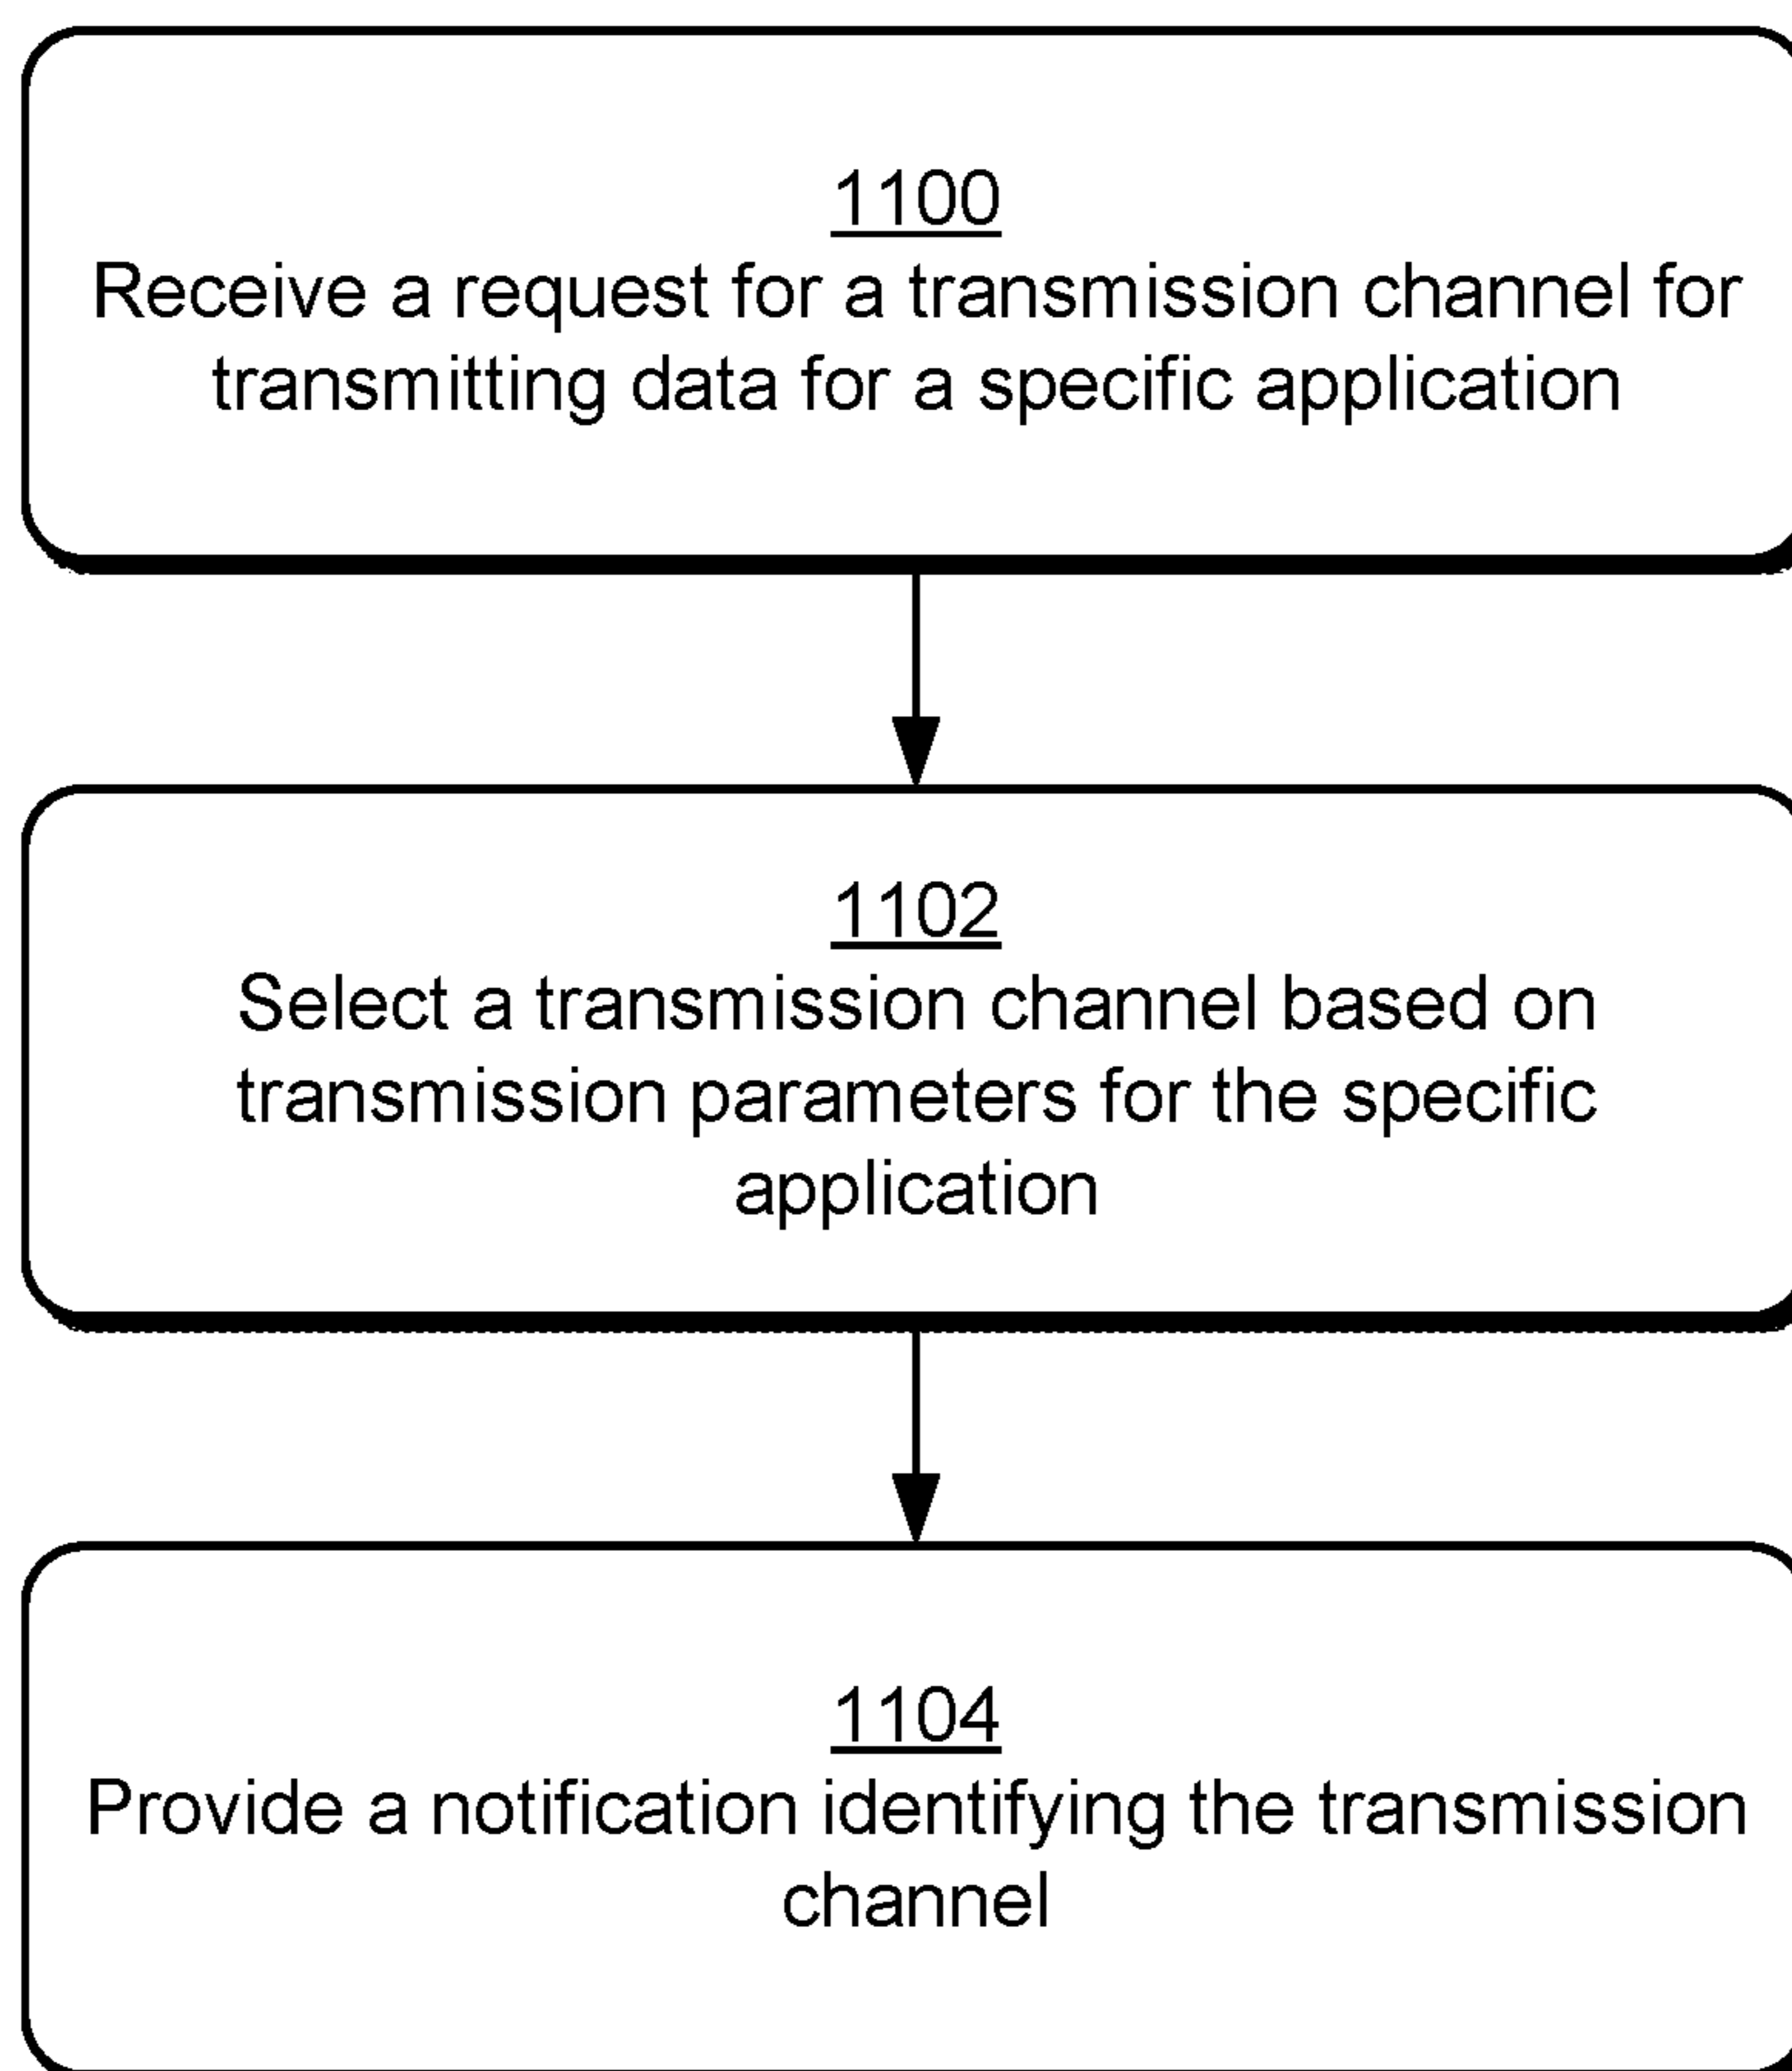 1100
Receive a request for a transmission channel for
transmitting data for a specific application
1102
Select a transmission channel based on
transmission parameters for the specific
application
1104
Provide a notification identifying the transmission
channel